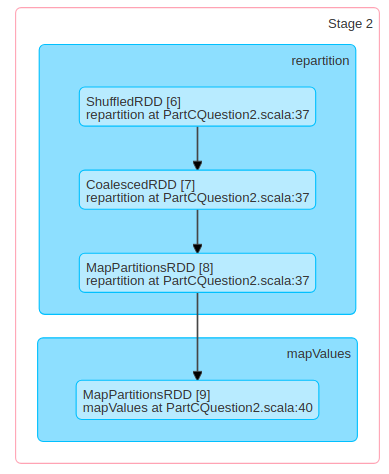 Stage 2
repartition
ShuffledRDD [6]
repartition at PartCQuestion2.scala:37
CoalescedRDD [7]
repartition at PartCQuestion2.scala:37
MapPartitionsRDD [8]
repartition at PartCQuestion2.scala:37
mapValues
MapPartitionsRDD [9]
mapValues at PartCQuestion2.scala:40